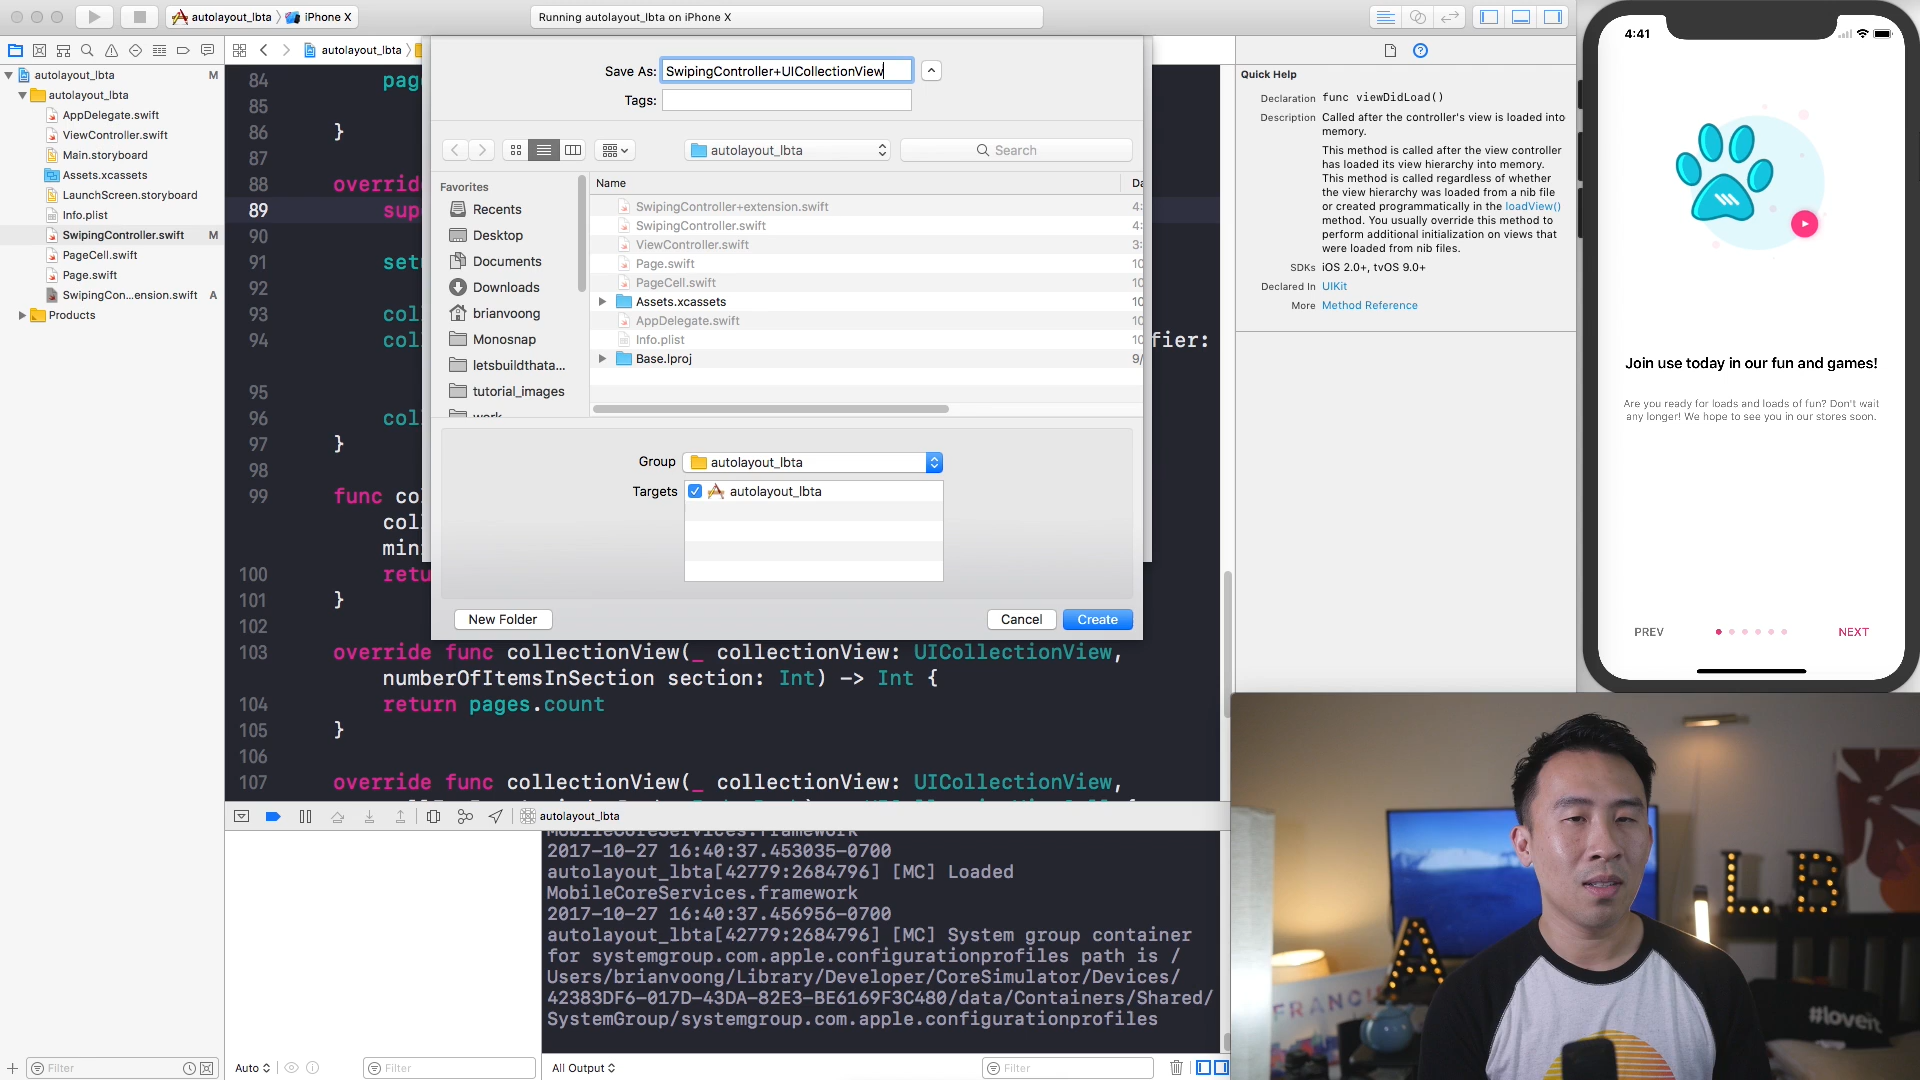 autolayout_lbta
iPhone X
Running autolayout_lbta on iPhone X
autolayout_lbta
autolayout_lbta M
autolayout_lbta
AppDelegate.swift
ViewController.swift
Main.storyboard
Assets.xcassets
LaunchScreen.storyboard
Info.plist
SwipingController.swift M
PageCell.swift
Page.swift
SwipingCon...ension.swift A
Products
Filter
84 pag
85
86 }
87
88 override
89 sup
90
91 set
92
93 col
94 col fier:
95
96 col
97 }
98
99 func co
col
min
100 retu
101 }
102
103 override func collectionView(_ collectionView: UICollectionView,
numberOfItemsInSection section: Int) -> Int {
104 return pages.count
105 }
106
107 override func collectionView(_ collectionView: UICollectionView,
Save As: SwipingController+UICollectionView
Tags:
autolayout_lbta
Search
Favorites
Recents
Desktop
Documents
Downloads
brianvoong
Monosnap
letsbuildthata...
tutorial_images
work
Name Da
SwipingController+extension.swift 4:
SwipingController.swift 4:
ViewController.swift 3:
Page.swift 10
PageCell.swift 10
Assets.xcassets 10
AppDelegate.swift 10
Info.plist 10
Base.lproj 9/
Group autolayout_lbta
Targets autolayout_lbta
New Folder
Cancel
Create
autolayout_lbta
MobileCoreServices.framework
2017-10-27 16:40:37.453035-0700
autolayout_lbta[42779:2684796] [MC] Loaded
MobileCoreServices.framework
2017-10-27 16:40:37.456956-0700
autolayout_lbta[42779:2684796] [MC] System group container
for systemgroup.com.apple.configurationprofiles path is /
Users/brianvoong/Library/Developer/CoreSimulator/Devices/
42383DF6-017D-43DA-82E3-BE6169F3C480/data/Containers/Shared/
SystemGroup/systemgroup.com.apple.configurationprofiles
Auto
Filter
All Output
Filter
Quick Help
Declaration func viewDidLoad()
Description Called after the controller's view is loaded into
memory.
This method is called after the view controller
has loaded its view hierarchy into memory.
This method is called regardless of whether
the view hierarchy was loaded from a nib file
or created programmatically in the loadView()
method. You usually override this method to
perform additional initialization on views that
were loaded from nib files.
SDKs iOS 2.0+, tvOS 9.0+
Declared In UIKit
More Method Reference
4:41
Join use today in our fun and games!
Are you ready for loads and loads of fun? Don't wait
any longer! We hope to see you in our stores soon.
PREV
NEXT
L B
A
#loveit